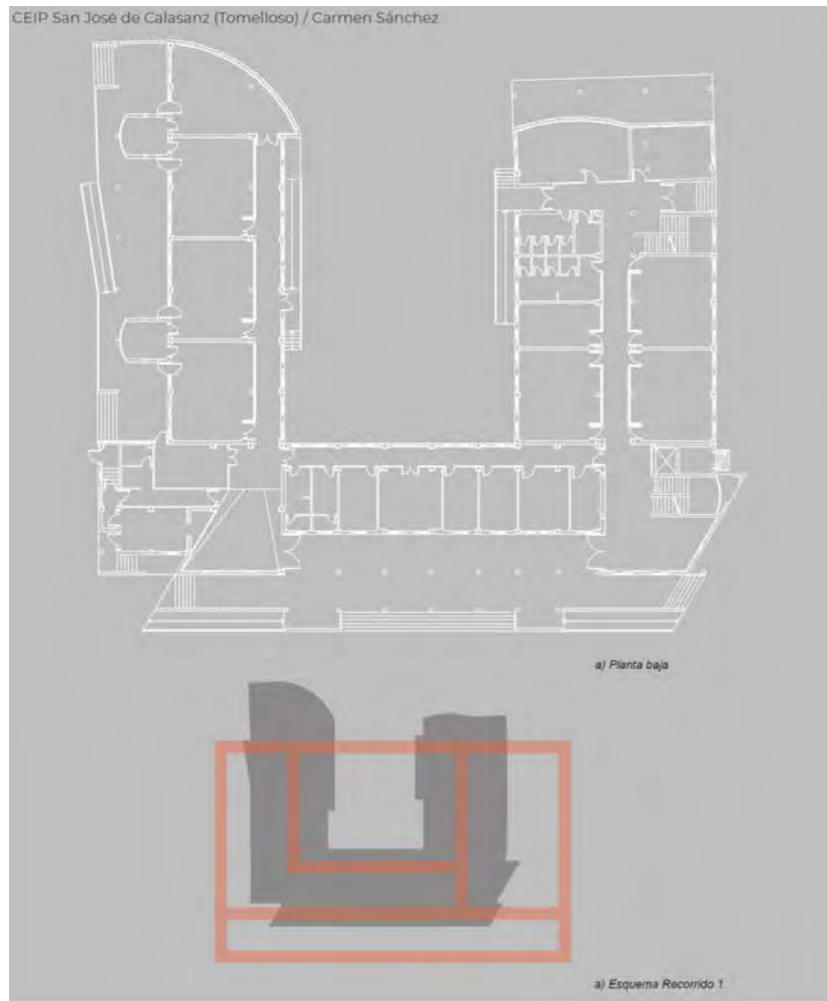 CEIP San José de Calasanz (Tomelloso) / Carmen Sánchez
a) Planta baja
a) Esquema Recorrido 1